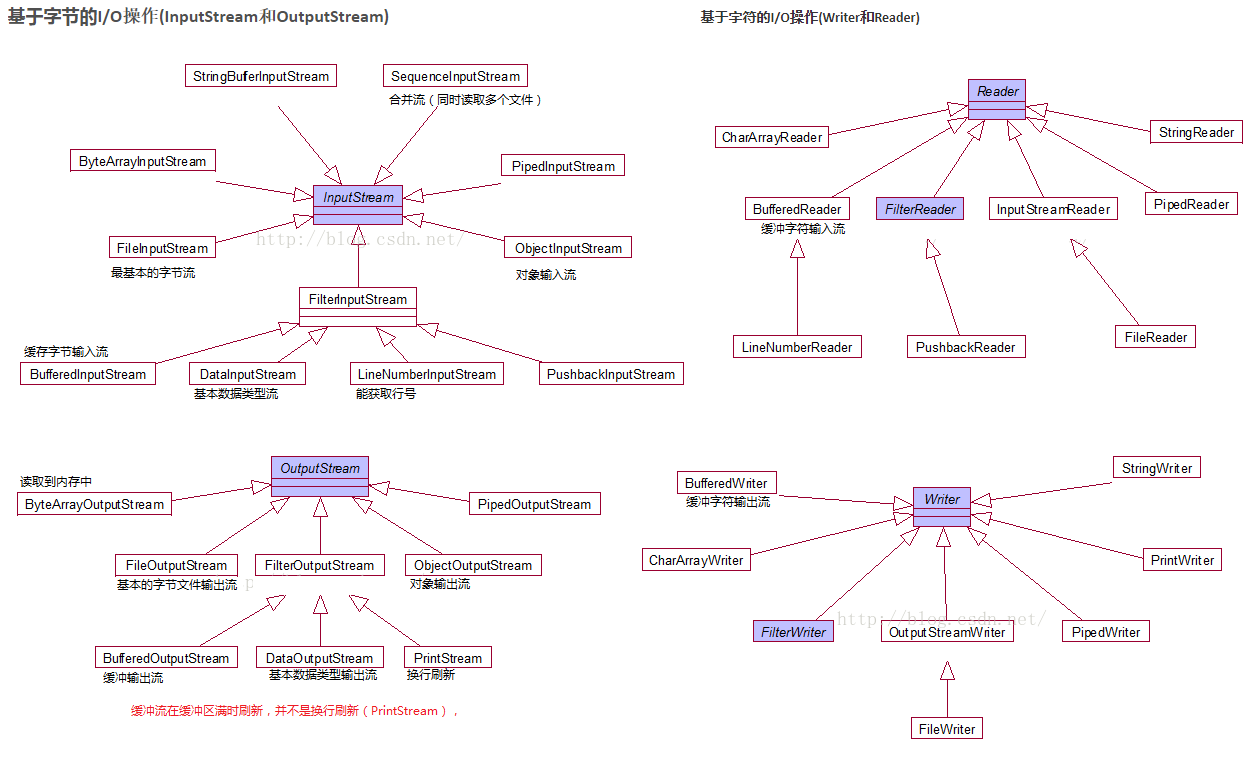 基于字节的I/O操作(InputStream和OutputStream)
StringBufferInputStream
SequenceInputStream
合并流（同时读取多个文件）
ByteArrayInputStream
PipedInputStream
InputStream
http://blog.csdn.net/
FileInputStream
最基本的字节流
ObjectInputStream
对象输入流
FilterInputStream
缓存字节输入流
BufferedInputStream
DataInputStream
基本数据类型流
LineNumberInputStream
能获取行号
PushbackInputStream
OutputStream
读取到内存中
ByteArrayOutputStream
PipedOutputStream
FileOutputStream
基本的字节文件输出流
FilterOutputStream
ObjectOutputStream
对象输出流
BufferedOutputStream
缓冲输出流
DataOutputStream
基本数据类型输出流
PrintStream
换行刷新
缓冲流在缓冲区满时刷新，并不是换行刷新（PrintStream），
基于字符的I/O操作(Writer和Reader)
Reader
CharArrayReader
StringReader
BufferedReader
缓冲字符输入流
FilterReader
InputStreamReader
PipedReader
LineNumberReader
PushbackReader
FileReader
BufferedWriter
缓冲字符输出流
StringWriter
Writer
CharArrayWriter
PrintWriter
http://blog.csdn.net/
FilterWriter
OutputStreamWriter
PipedWriter
FileWriter